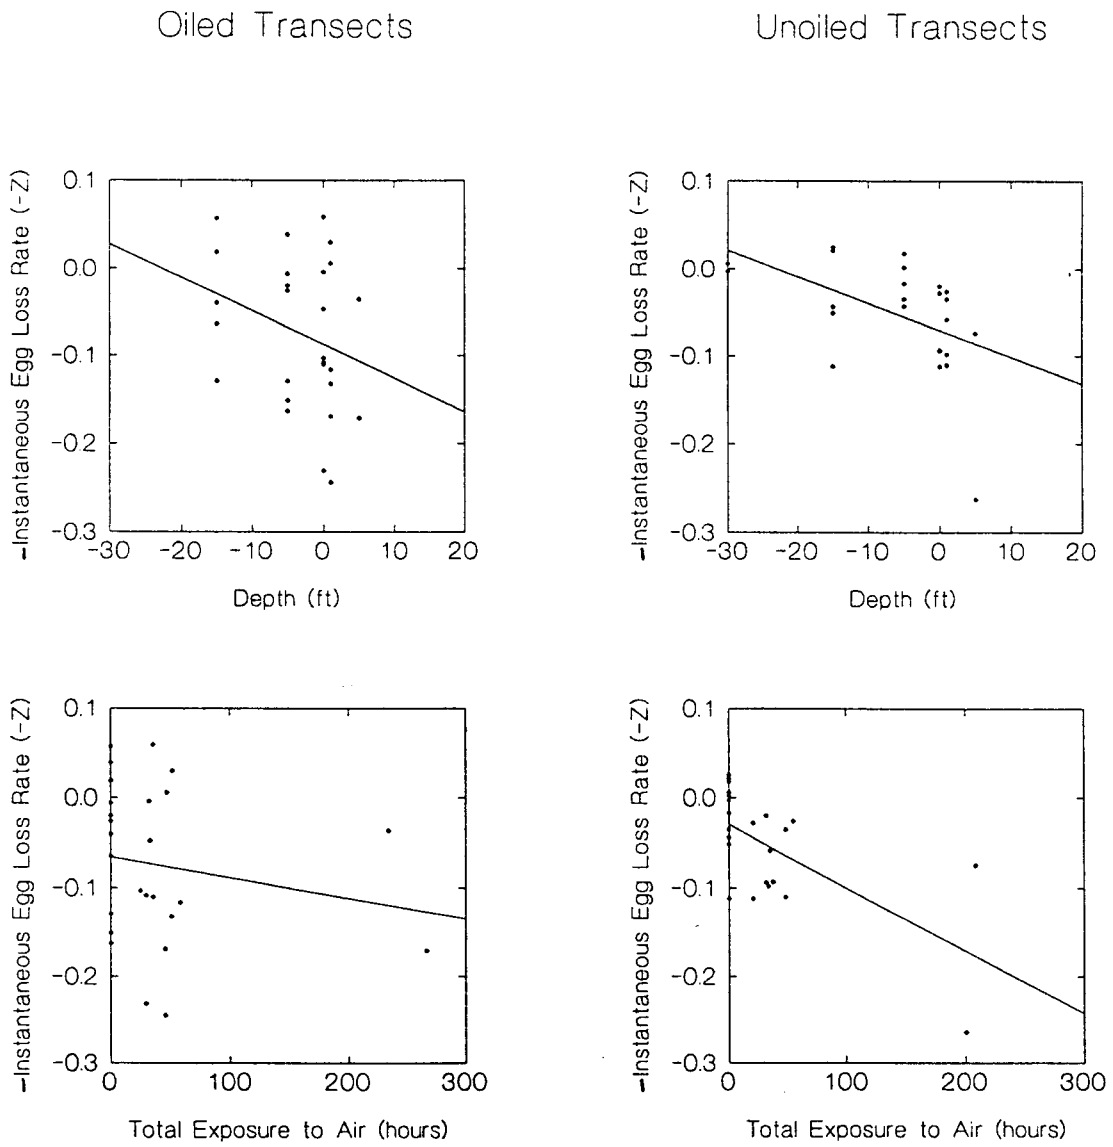 Oiled Transects
Unoiled Transects
-Instantaneous Egg Loss Rate (-Z)
0.1
0.0
-0.1
-0.2
-0.3
-30 -20 -10 0 10 20
Depth (ft)
-Instantaneous Egg Loss Rate (-Z)
0.1
0.0
-0.1
-0.2
-0.3
-30 -20 -10 0 10 20
Depth (ft)
-Instantaneous Egg Loss Rate (-Z)
0.1
0.0
-0.1
-0.2
-0.3
0 100 200 300
Total Exposure to Air (hours)
-Instantaneous Egg Loss Rate (-Z)
0.1
0.0
-0.1
-0.2
-0.3
0 100 200 300
Total Exposure to Air (hours)